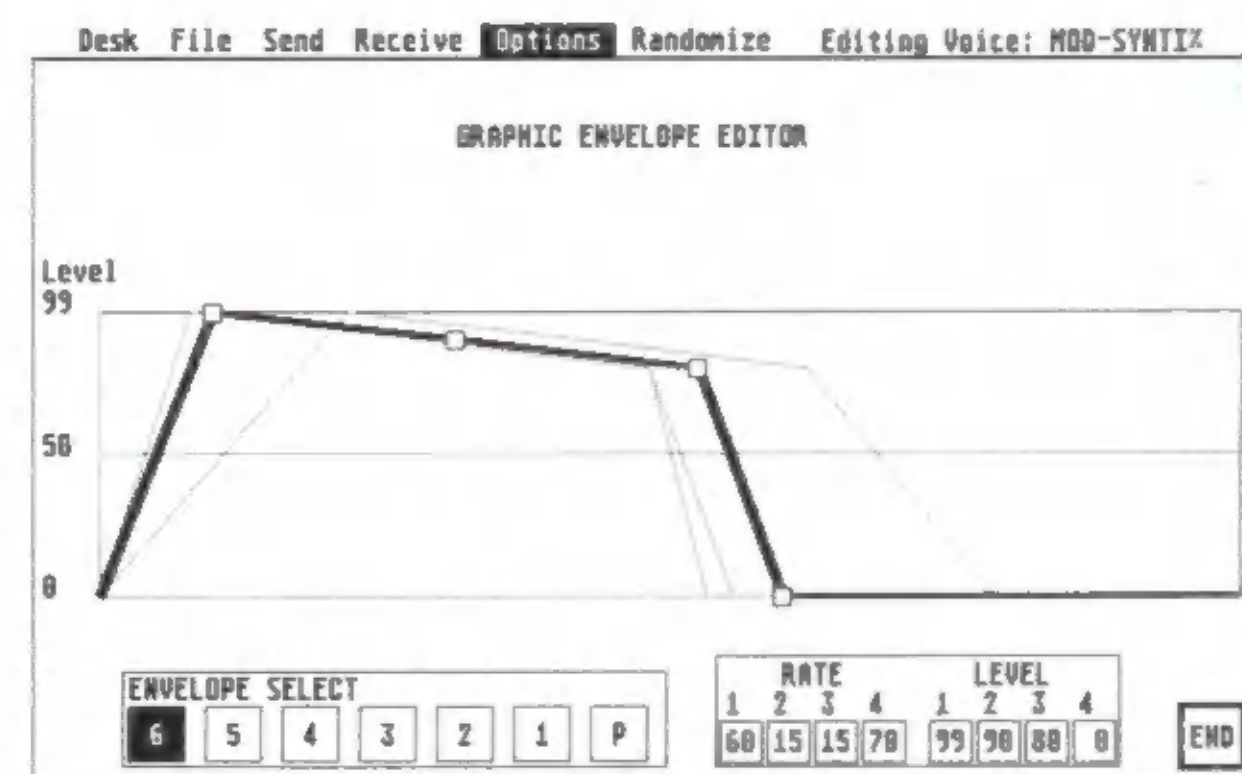 Desk File Send Receive Options Randomize Editing Voice: MOD-SYNTIX
GRAPHIC ENVELOPE EDITOR
Level
99
50
0
ENVELOPE SELECT
6 5 4 3 2 1 P
RATE LEVEL
1 2 3 4 1 2 3 4
60 15 15 70 99 90 80 0
END